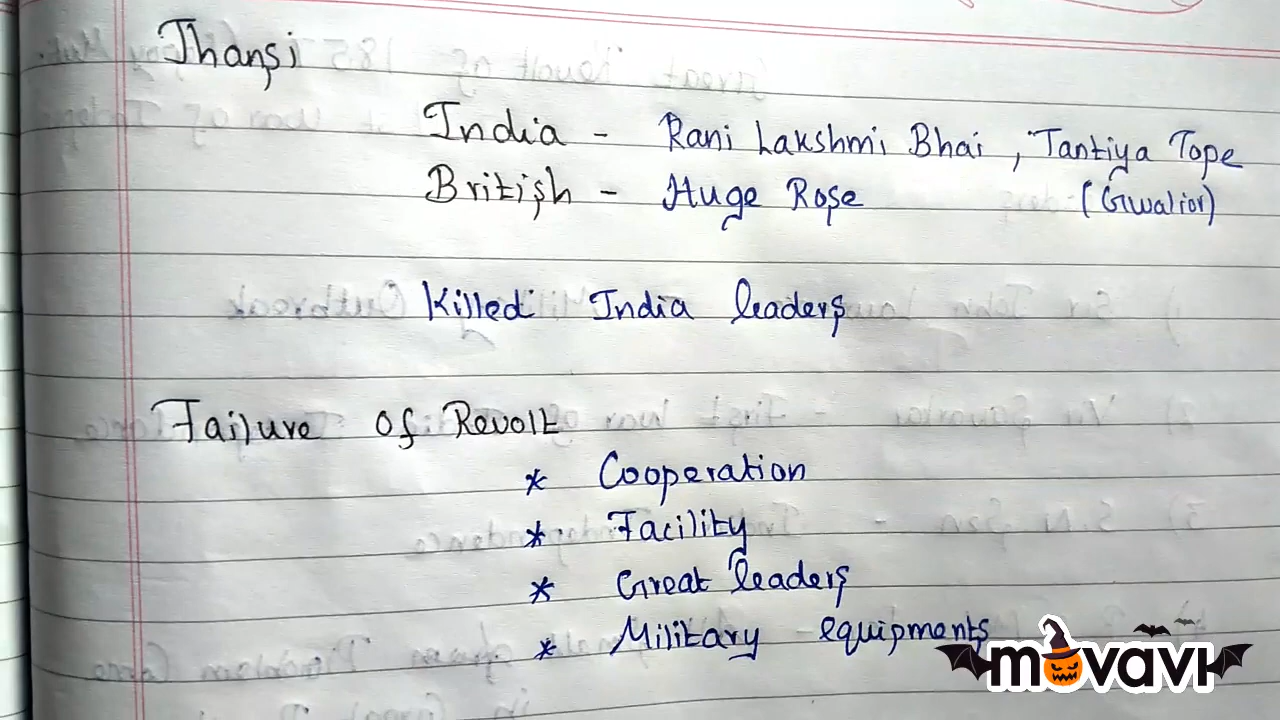 Jhansi
India - Rani Lakshmi Bhai , Tantiya Tope
British - Huge Rose (Gwalior)
Killed India leaders
Failure of Revolt
* Cooperation
* Facility
* Great leaders
* Military equipments
movavi